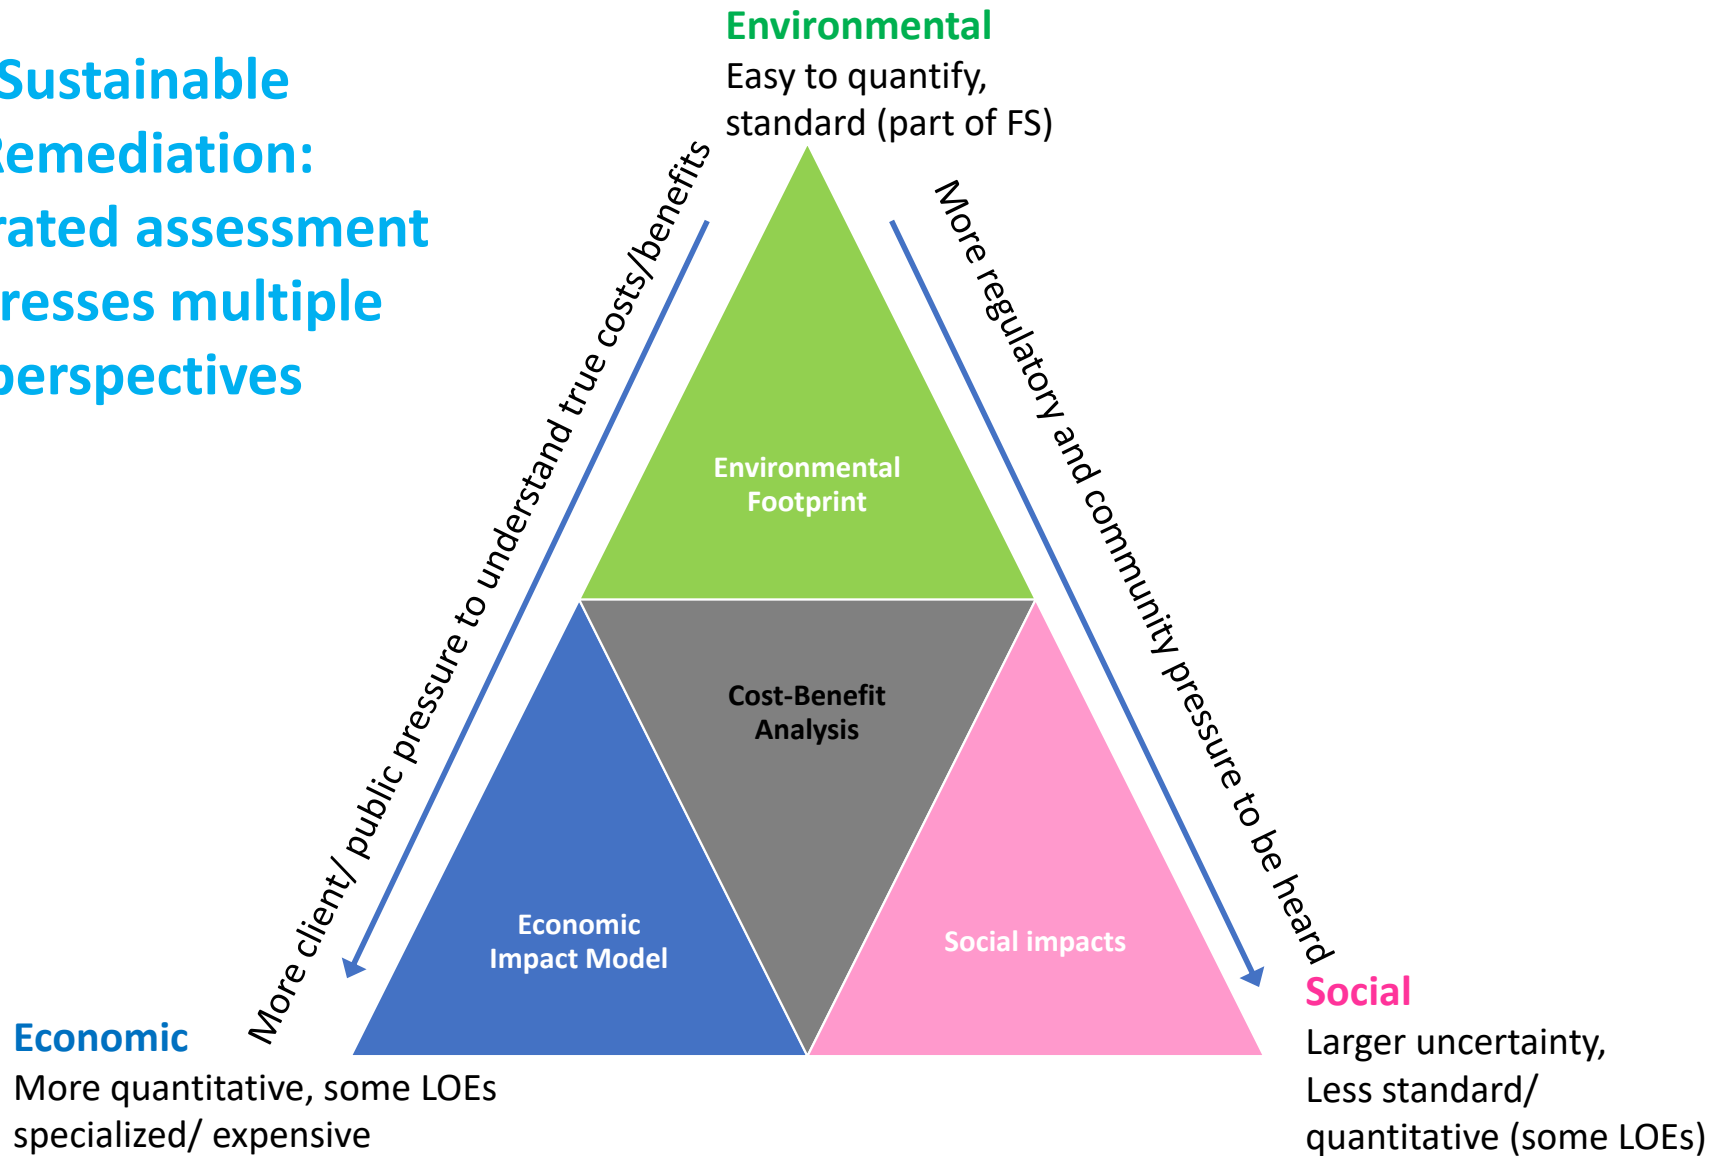 Sustainable
Remediation:
rated assessment
resses multiple
perspectives
Environmental
Easy to quantify,
standard (part of FS)
More client/ public pressure to understand true costs/benefits
More regulatory and community pressure to be heard
Environmental
Footprint
Cost-Benefit
Analysis
Economic
Impact Model
Social impacts
Economic
More quantitative, some LOEs
specialized/ expensive
Social
Larger uncertainty,
Less standard/
quantitative (some LOEs)